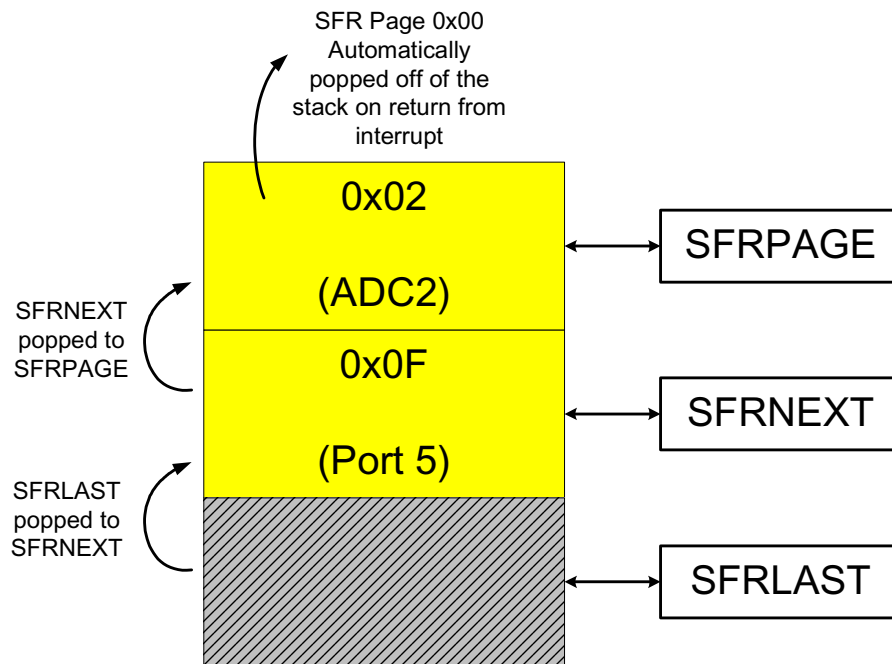 SFR Page 0x00
Automatically
popped off of the
stack on return from
interrupt
0x02
(ADC2)
SFRPAGE
SFRNEXT
popped to
SFRPAGE
0x0F
(Port 5)
SFRNEXT
SFRLAST
popped to
SFRNEXT
SFRLAST